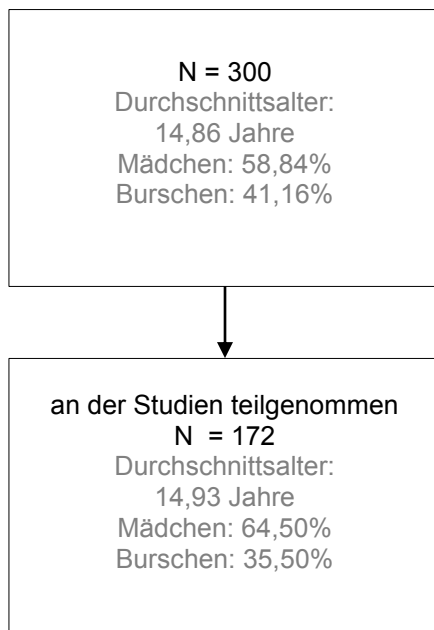 N = 300
Durchschnittsalter:
14,86 Jahre
Mädchen: 58,84%
Burschen: 41,16%
an der Studien teilgenommen
N = 172
Durchschnittsalter:
14,93 Jahre
Mädchen: 64,50%
Burschen: 35,50%